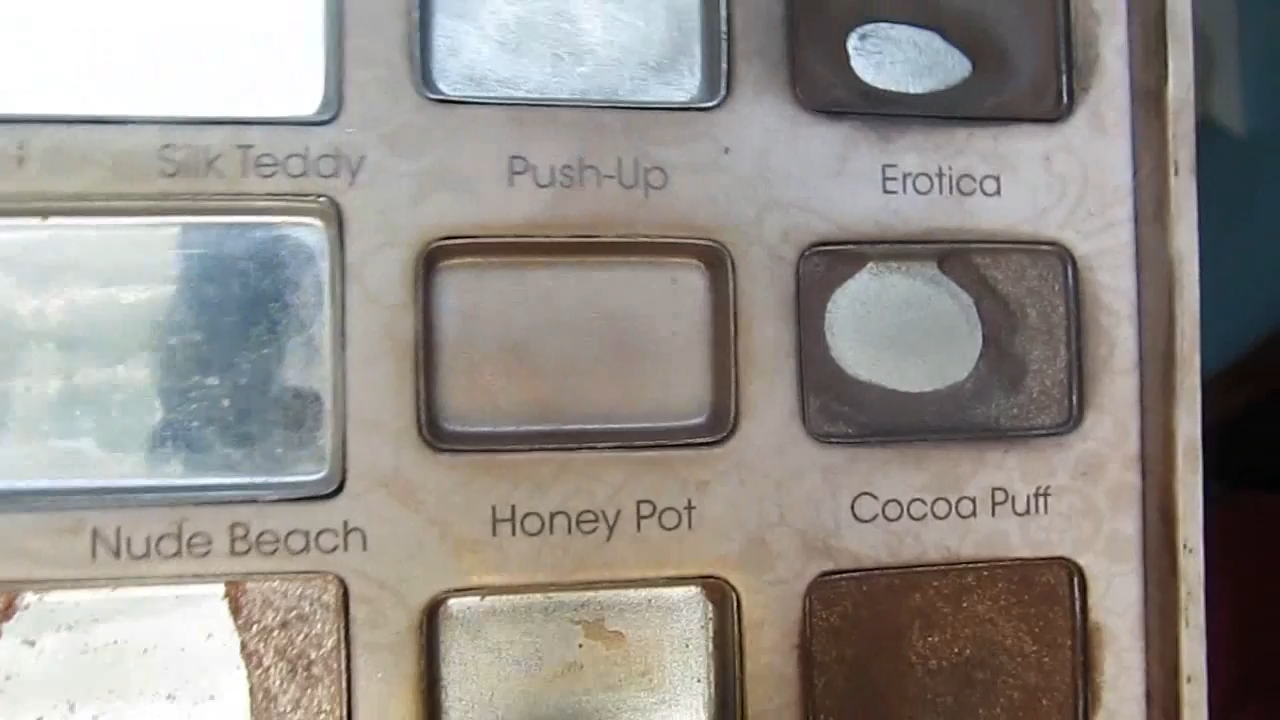 Silk Teddy
Push-Up
Erotica
Nude Beach
Honey Pot
Cocoa Puff